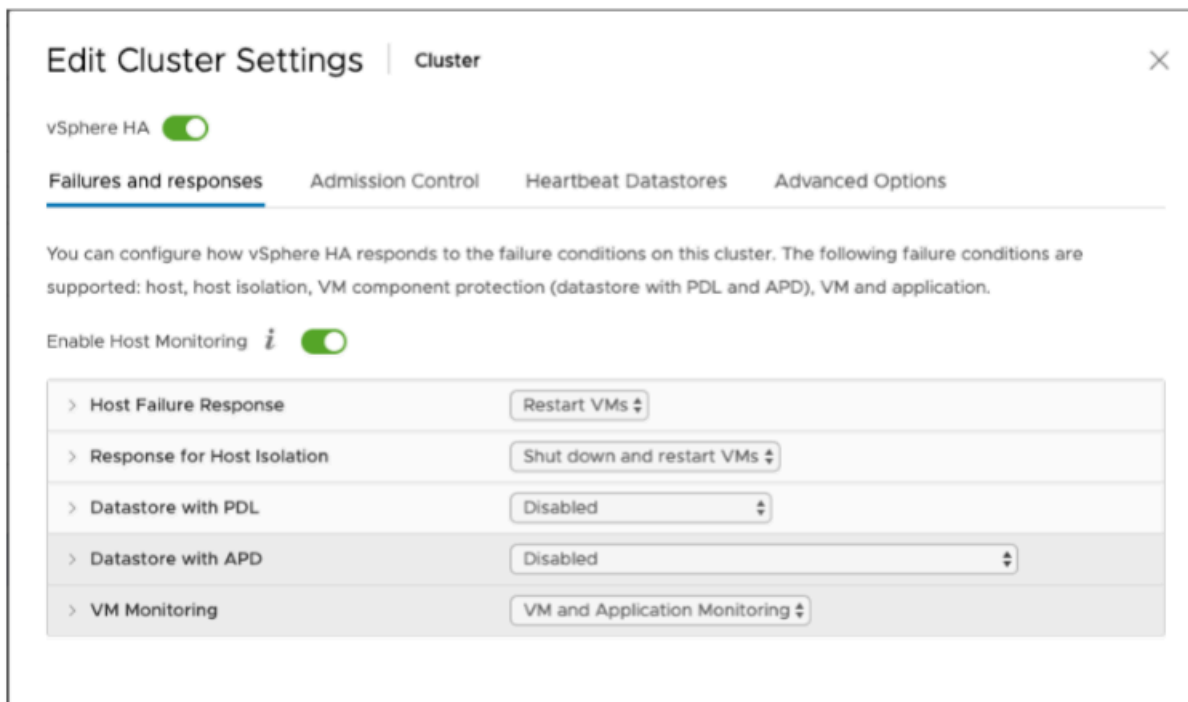 Edit Cluster Settings Cluster
vSphere HA
Failures and responses Admission Control Heartbeat Datastores Advanced Options
You can configure how vSphere HA responds to the failure conditions on this cluster. The following failure conditions are
supported: host, host isolation, VM component protection (datastore with PDL and APD), VM and application.
Enable Host Monitoring i
Host Failure Response Restart VMs
Response for Host Isolation Shut down and restart VMs
Datastore with PDL Disabled
Datastore with APD Disabled
VM Monitoring VM and Application Monitoring